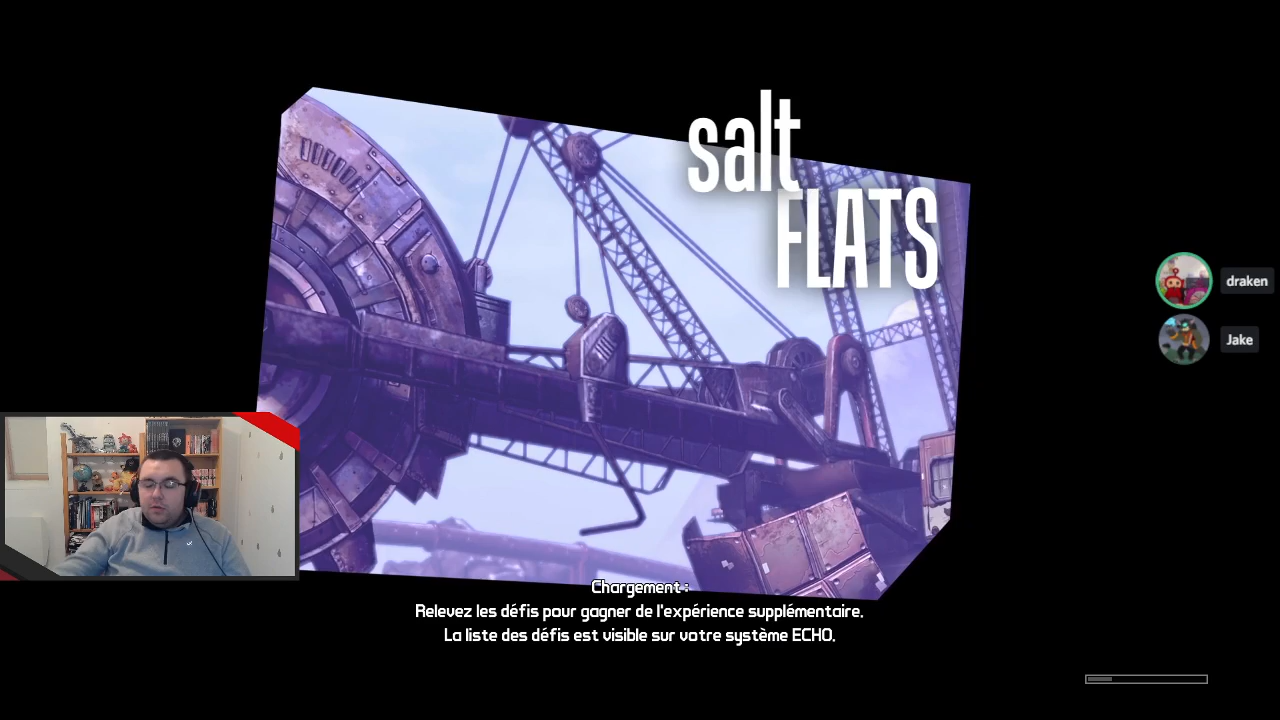 salt
FLATS
draken
Jake
Chargement :
Relevez les défis pour gagner de l'expérience supplémentaire.
La liste des défis est visible sur votre système ECHO.